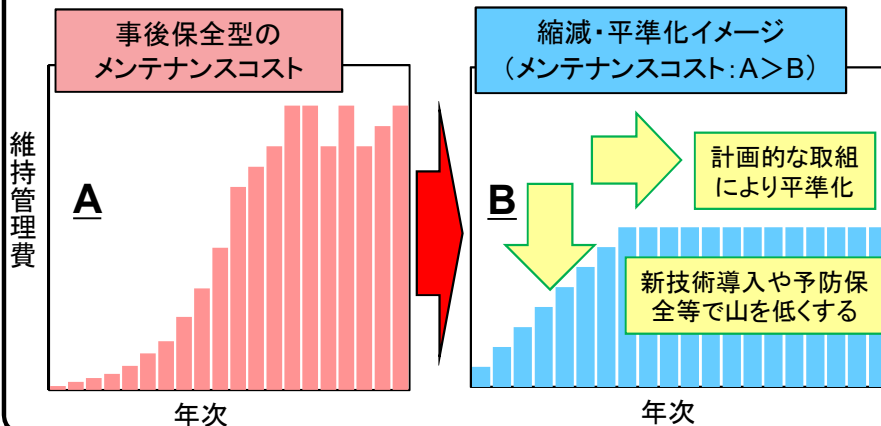 事後保全型の
メンテナンスコスト
維持管理費
A
年次
縮減・平準化イメージ
(メンテナンスコスト:A>B)
B
計画的な取組
により平準化
新技術導入や予防保
全等で山を低くする
年次